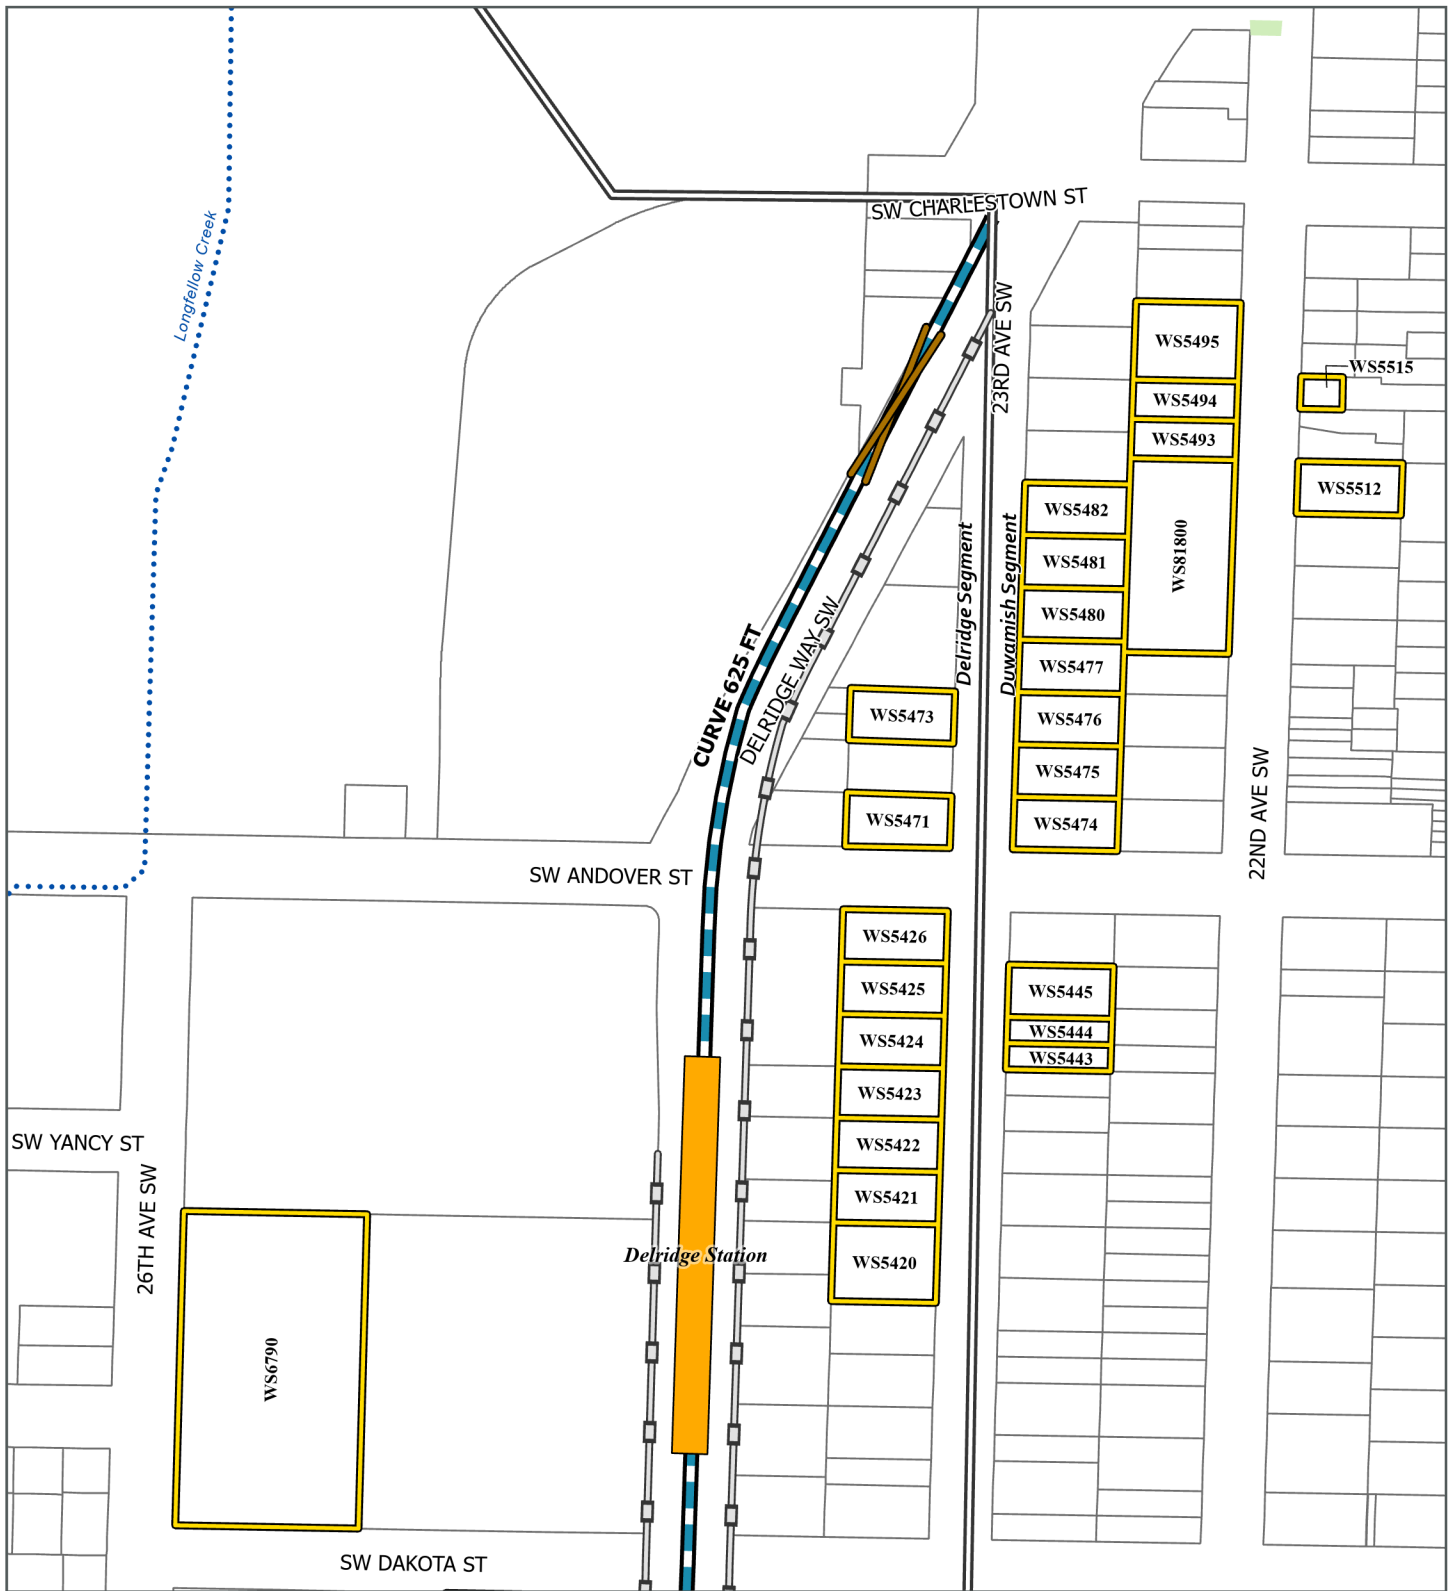 SW CHARLESTOWN ST
Longfellow Creek
23RD AVE SW
WS5495
WS5515
WS5494
WS5493
WS5512
WS5482
WS81800
WS5481
Delridge Segment
Duwamish Segment
WS5480
WS5477
CURVE 625 FT
DELRIDGE WAY SW
WS5473
WS5476
WS5475
WS5471
WS5474
22ND AVE SW
SW ANDOVER ST
WS5426
WS5425
WS5445
WS5424
WS5444
WS5443
WS5423
SW YANCY ST
WS5422
WS5421
26TH AVE SW
Delridge Station
WS5420
WS6790
SW DAKOTA ST